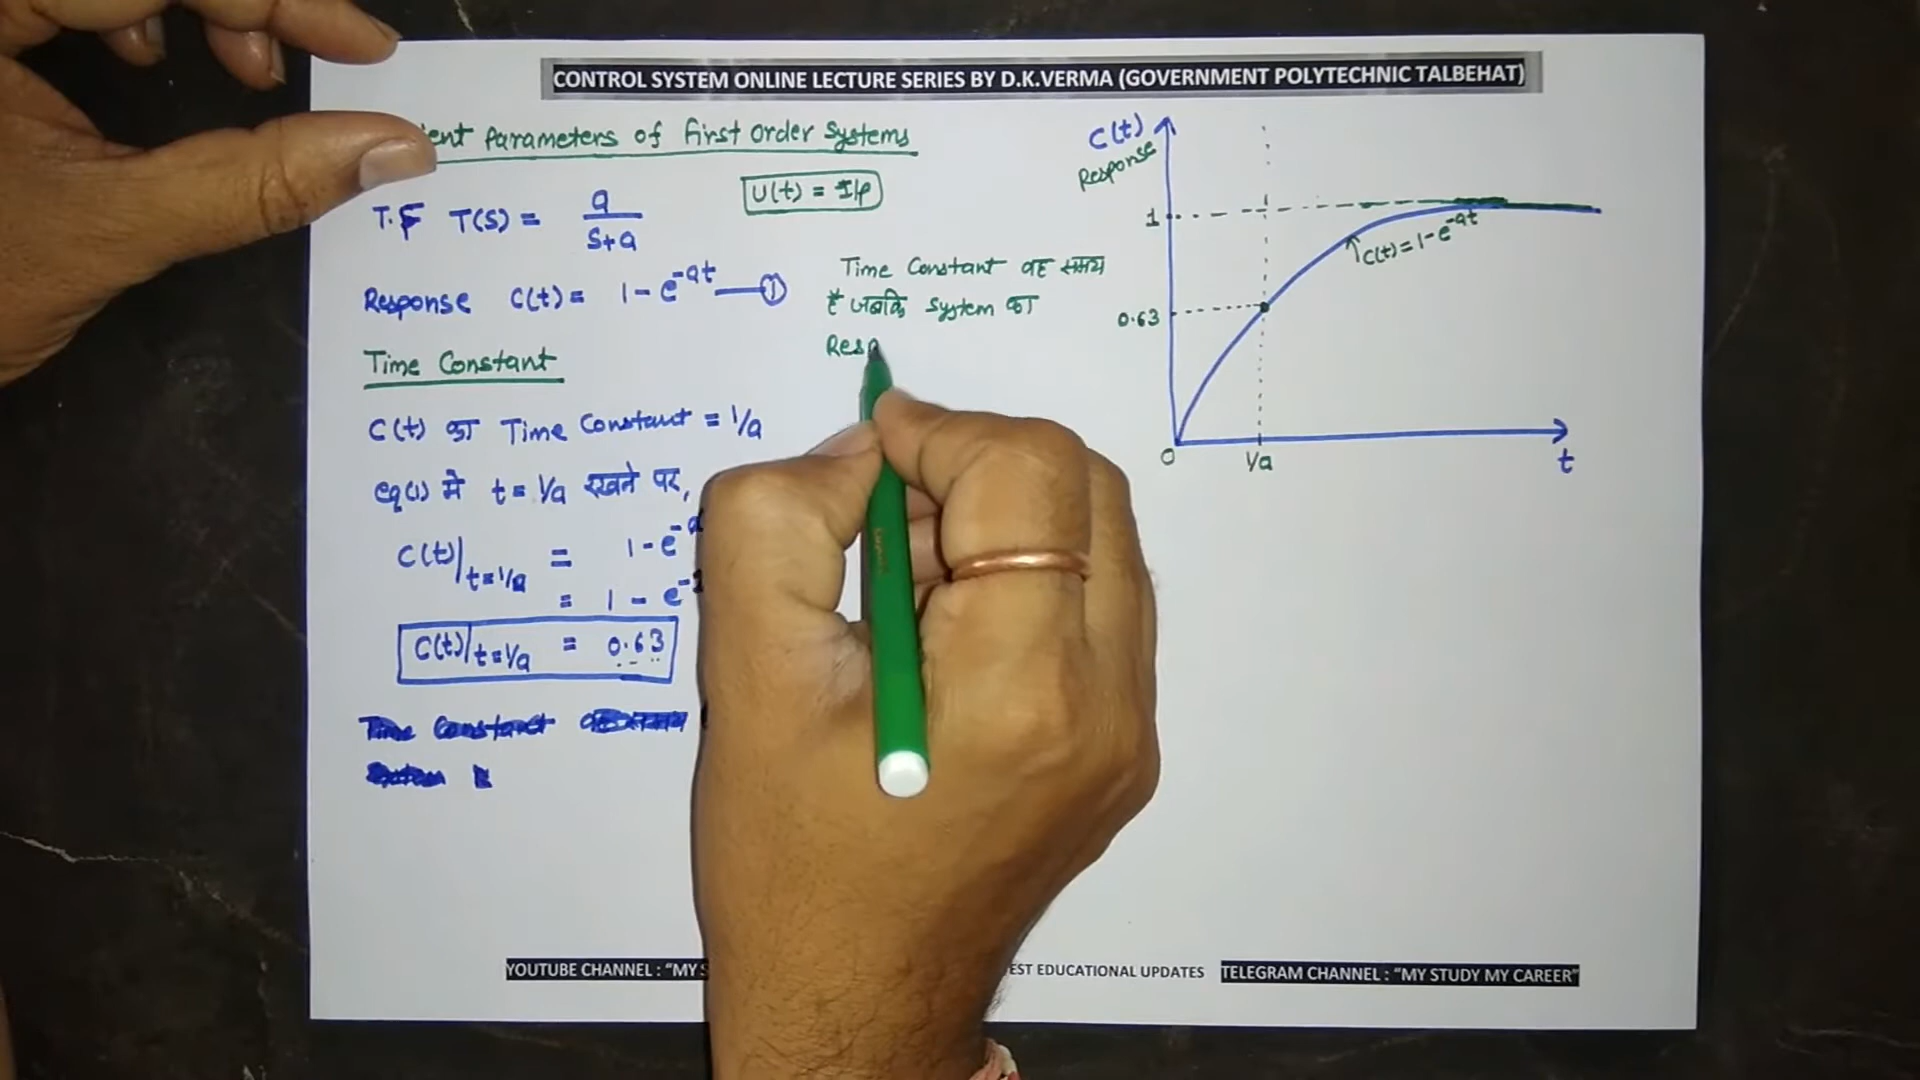 CONTROL SYSTEM ONLINE LECTURE SERIES BY D.K.VERMA (GOVERNMENT POLYTECHNIC TALBEHAT)
Parameters of first order Systems
T.F T(S) = a/(S+a)
U(t) = I/P
Response C(t) = 1 - e^-at — ①
Time Constant
C(t) का Time Constant = 1/a
eq(1) मे t = 1/a रखने पर,
C(t)|t=1/a = 1 - e
= 1 - e
C(t)|t=1/a = 0.63
Time Constant वह समय
है जबकि System का
Resp
C(t)
Response
1
C(t) = 1 - e^-at
0.63
0
1/a
t
YOUTUBE CHANNEL : “MY
EDUCATIONAL UPDATES
TELEGRAM CHANNEL : “MY STUDY MY CAREER”